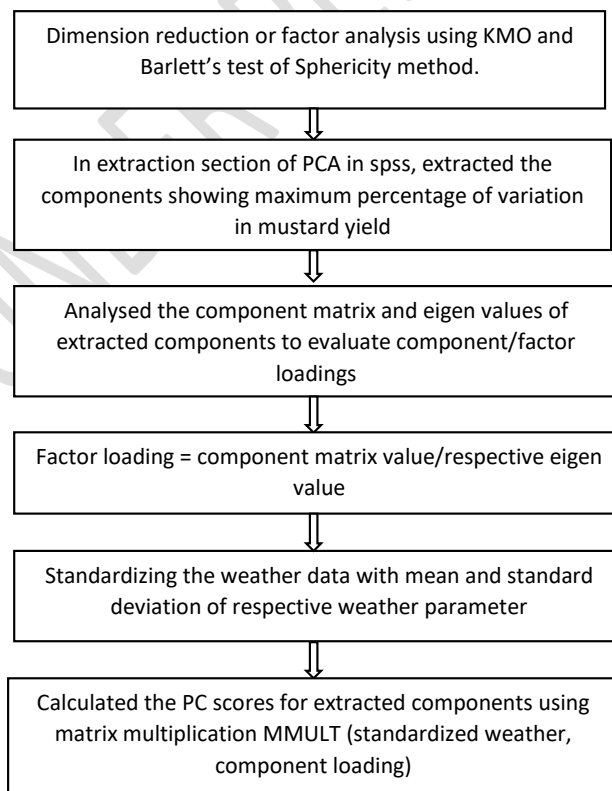 Dimension reduction or factor analysis using KMO and
Barlett's test of Sphericity method.
In extraction section of PCA in spss, extracted the
components showing maximum percentage of variation
in mustard yield
Analysed the component matrix and eigen values of
extracted components to evaluate component/factor
loadings
Factor loading = component matrix value/respective eigen
value
Standardizing the weather data with mean and standard
deviation of respective weather parameter
Calculated the PC scores for extracted components using
matrix multiplication MMULT (standardized weather,
component loading)